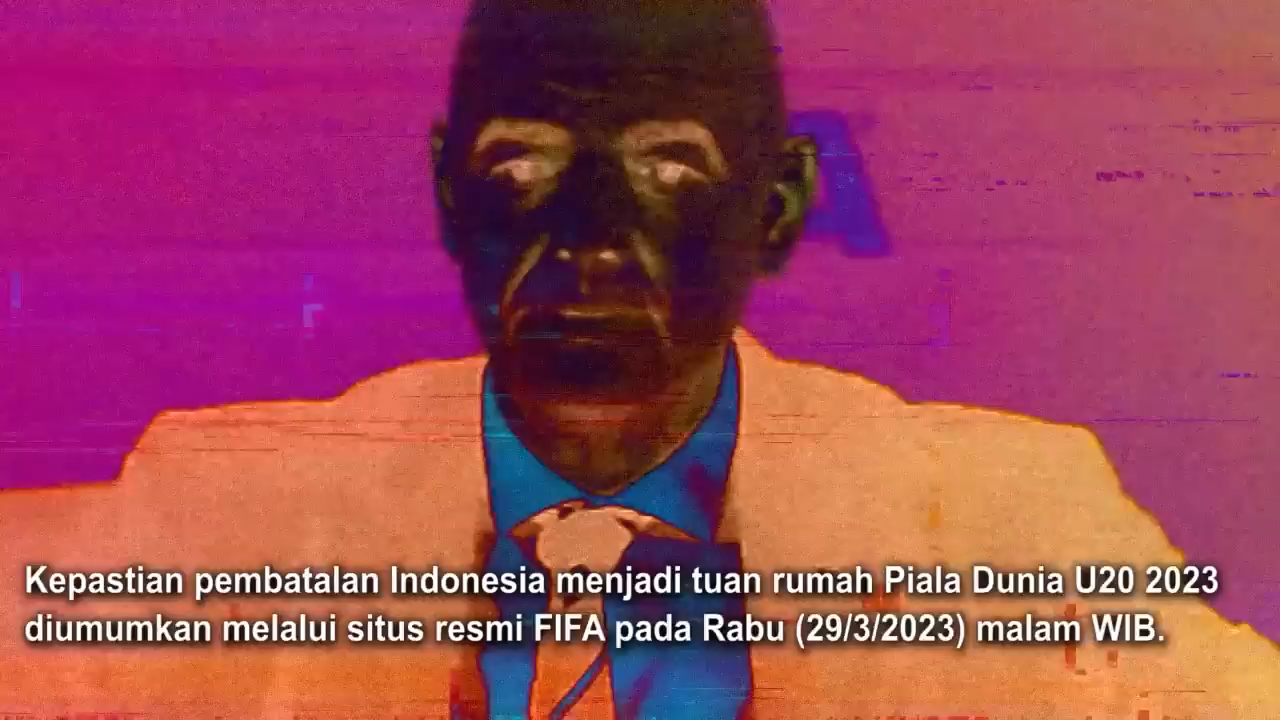 Kepastian pembatalan Indonesia menjadi tuan rumah Piala Dunia U20 2023
diumumkan melalui situs resmi FIFA pada Rabu (29/3/2023) malam WIB.